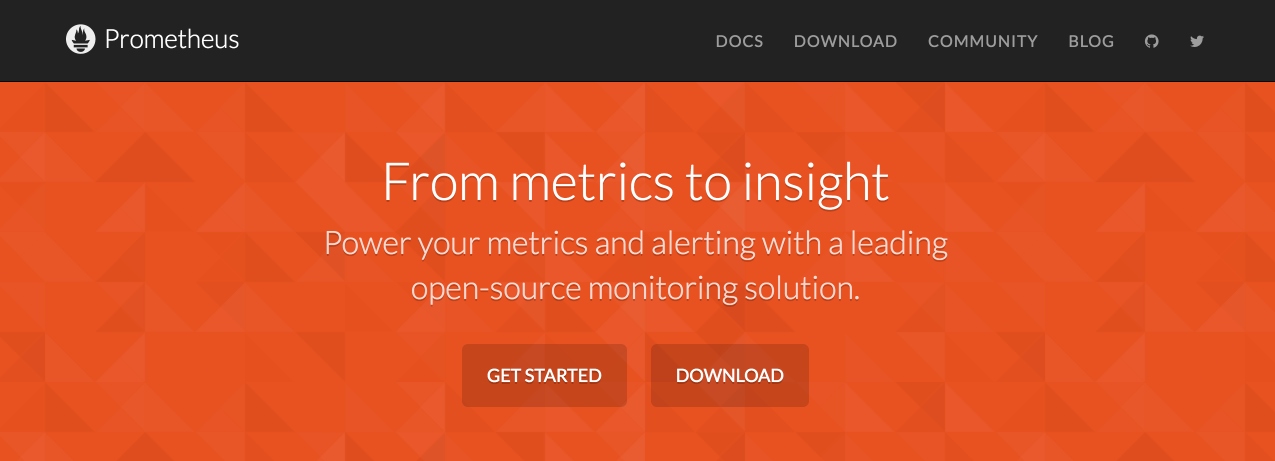 Prometheus
DOCS DOWNLOAD COMMUNITY BLOG
From metrics to insight
Power your metrics and alerting with a leading
open-source monitoring solution.
GET STARTED DOWNLOAD